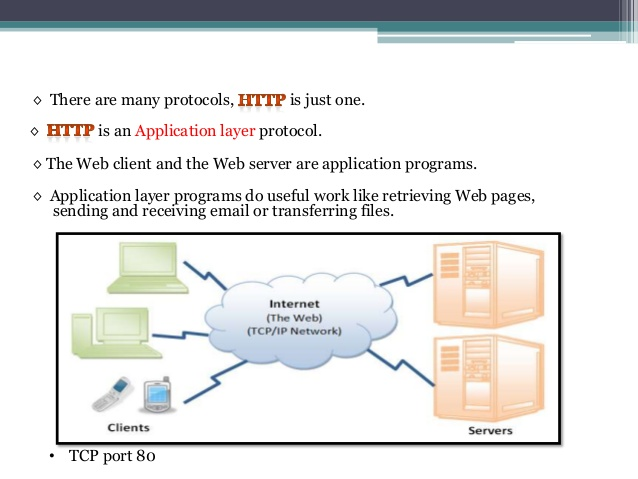 ◊ There are many protocols, HTTP is just one.
◊ HTTP is an Application layer protocol.
◊ The Web client and the Web server are application programs.
◊ Application layer programs do useful work like retrieving Web pages,
sending and receiving email or transferring files.
Internet
(The Web)
(TCP/IP Network)
Clients
Servers
• TCP port 80